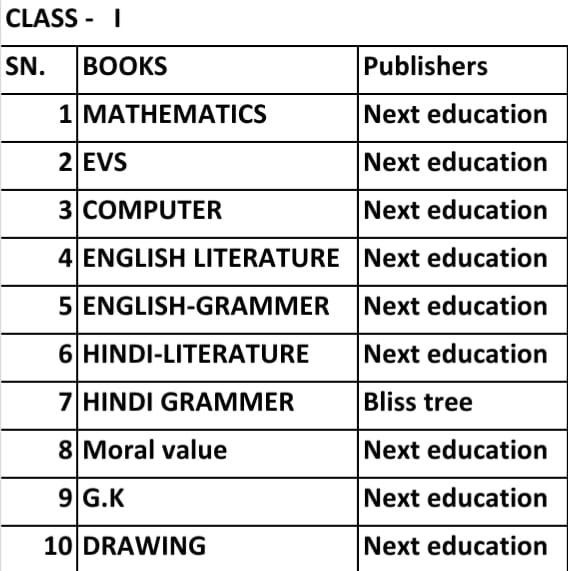 CLASS - I
SN. BOOKS Publishers
1 MATHEMATICS Next education
2 EVS Next education
3 COMPUTER Next education
4 ENGLISH LITERATURE Next education
5 ENGLISH-GRAMMER Next education
6 HINDI-LITERATURE Next education
7 HINDI GRAMMER Bliss tree
8 Moral value Next education
9 G.K Next education
10 DRAWING Next education